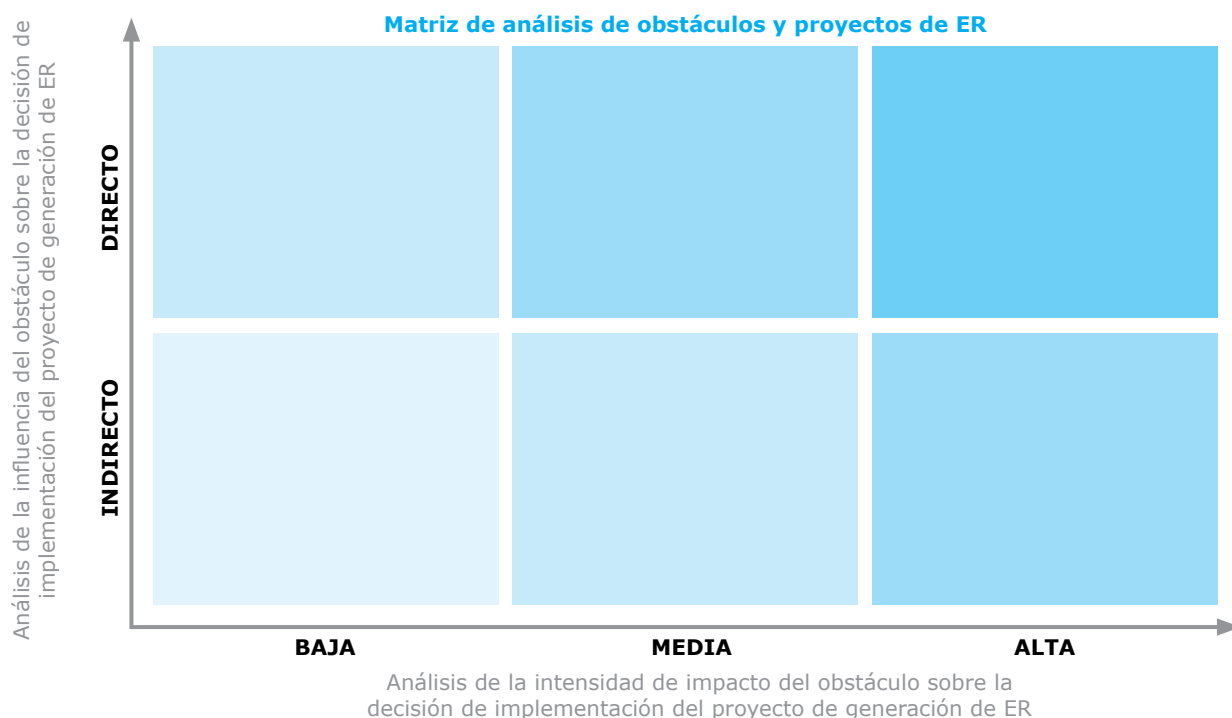 Matriz de análisis de obstáculos y proyectos de ER
Análisis de la influencia del obstáculo sobre la decisión de
implementación del proyecto de generación de ER
DIRECTO
INDIRECTO
BAJA
MEDIA
ALTA
Análisis de la intensidad de impacto del obstáculo sobre la
decisión de implementación del proyecto de generación de ER